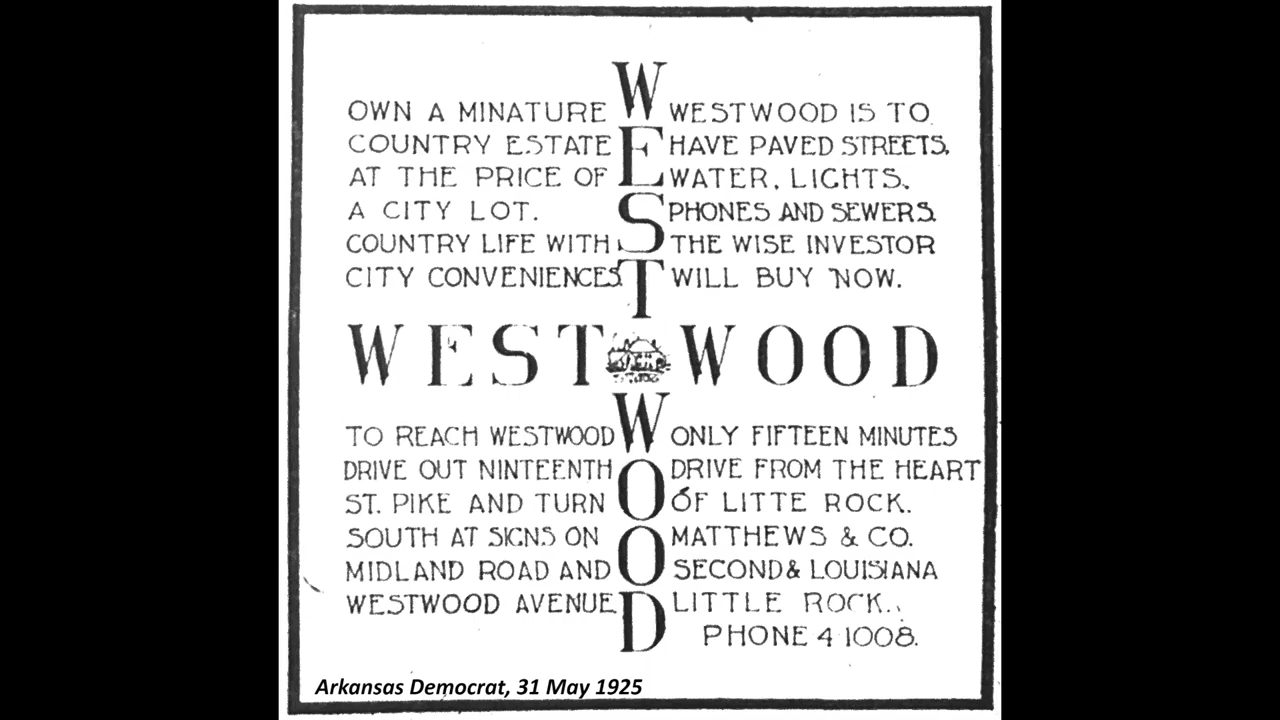 OWN A MINATURE
COUNTRY ESTATE
AT THE PRICE OF
A CITY LOT.
COUNTRY LIFE WITH
CITY CONVENIENCES
WESTWOOD IS TO
HAVE PAVED STREETS,
WATER, LIGHTS,
PHONES AND SEWERS.
THE WISE INVESTOR
WILL BUY NOW.
WEST
WEST WOOD
WOOD
TO REACH WESTWOOD
DRIVE OUT NINTEENTH
ST. PIKE AND TURN
SOUTH AT SIGNS ON
MIDLAND ROAD AND
WESTWOOD AVENUE
ONLY FIFTEEN MINUTES
DRIVE FROM THE HEART
OF LITTE ROCK.
MATTHEWS & CO.
SECOND & LOUISIANA
LITTLE ROCK.
PHONE 4 1008.
Arkansas Democrat, 31 May 1925